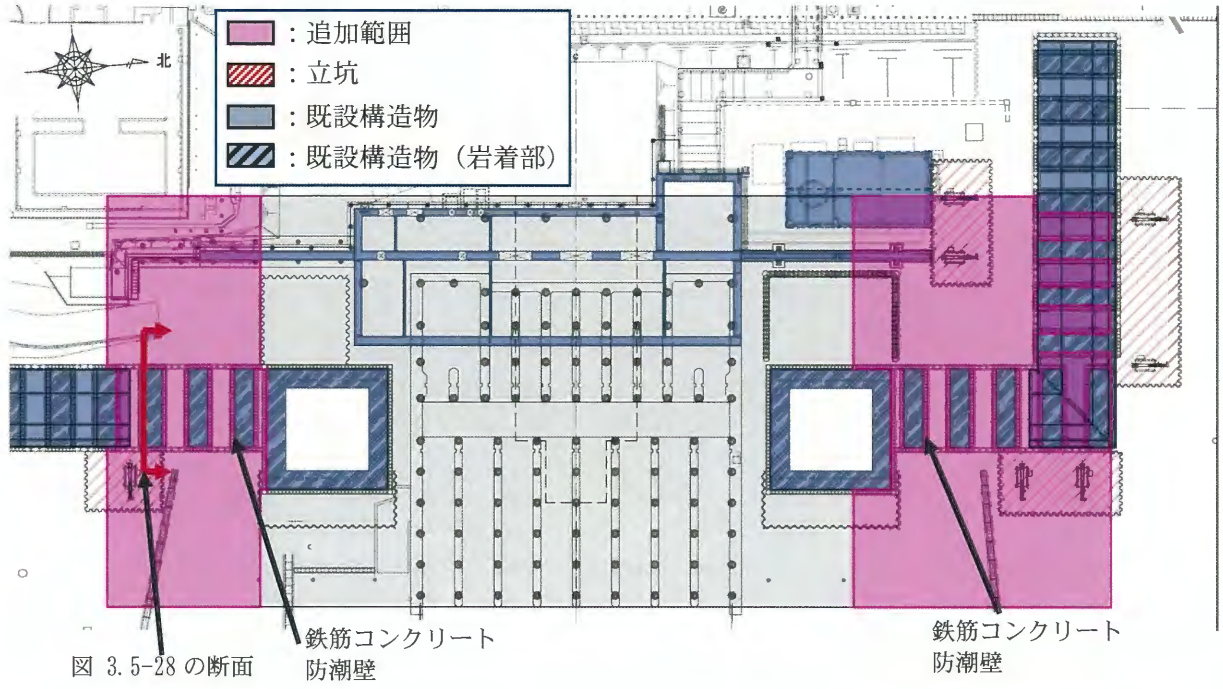 北
：追加範囲
：立坑
：既設構造物
：既設構造物（岩着部）
図 3.5-28 の断面
鉄筋コンクリート
防潮壁
鉄筋コンクリート
防潮壁